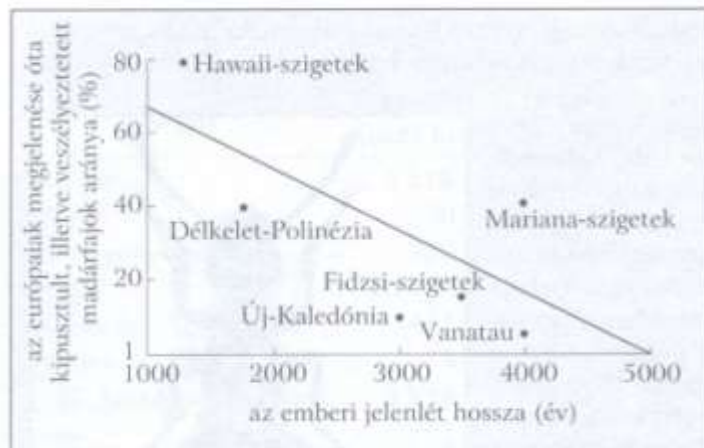 az európaiak megjelenése óta
kipusztult, illetve veszélyeztetett
madárfajok aránya (%)
80
60
40
20
1
Hawaii-szigetek
Délkelet-Polinézia
Mariana-szigetek
Fidzsi-szigetek
Új-Kaledónia
Vanatau
1000 2000 3000 4000 5000
az emberi jelenlét hossza (év)